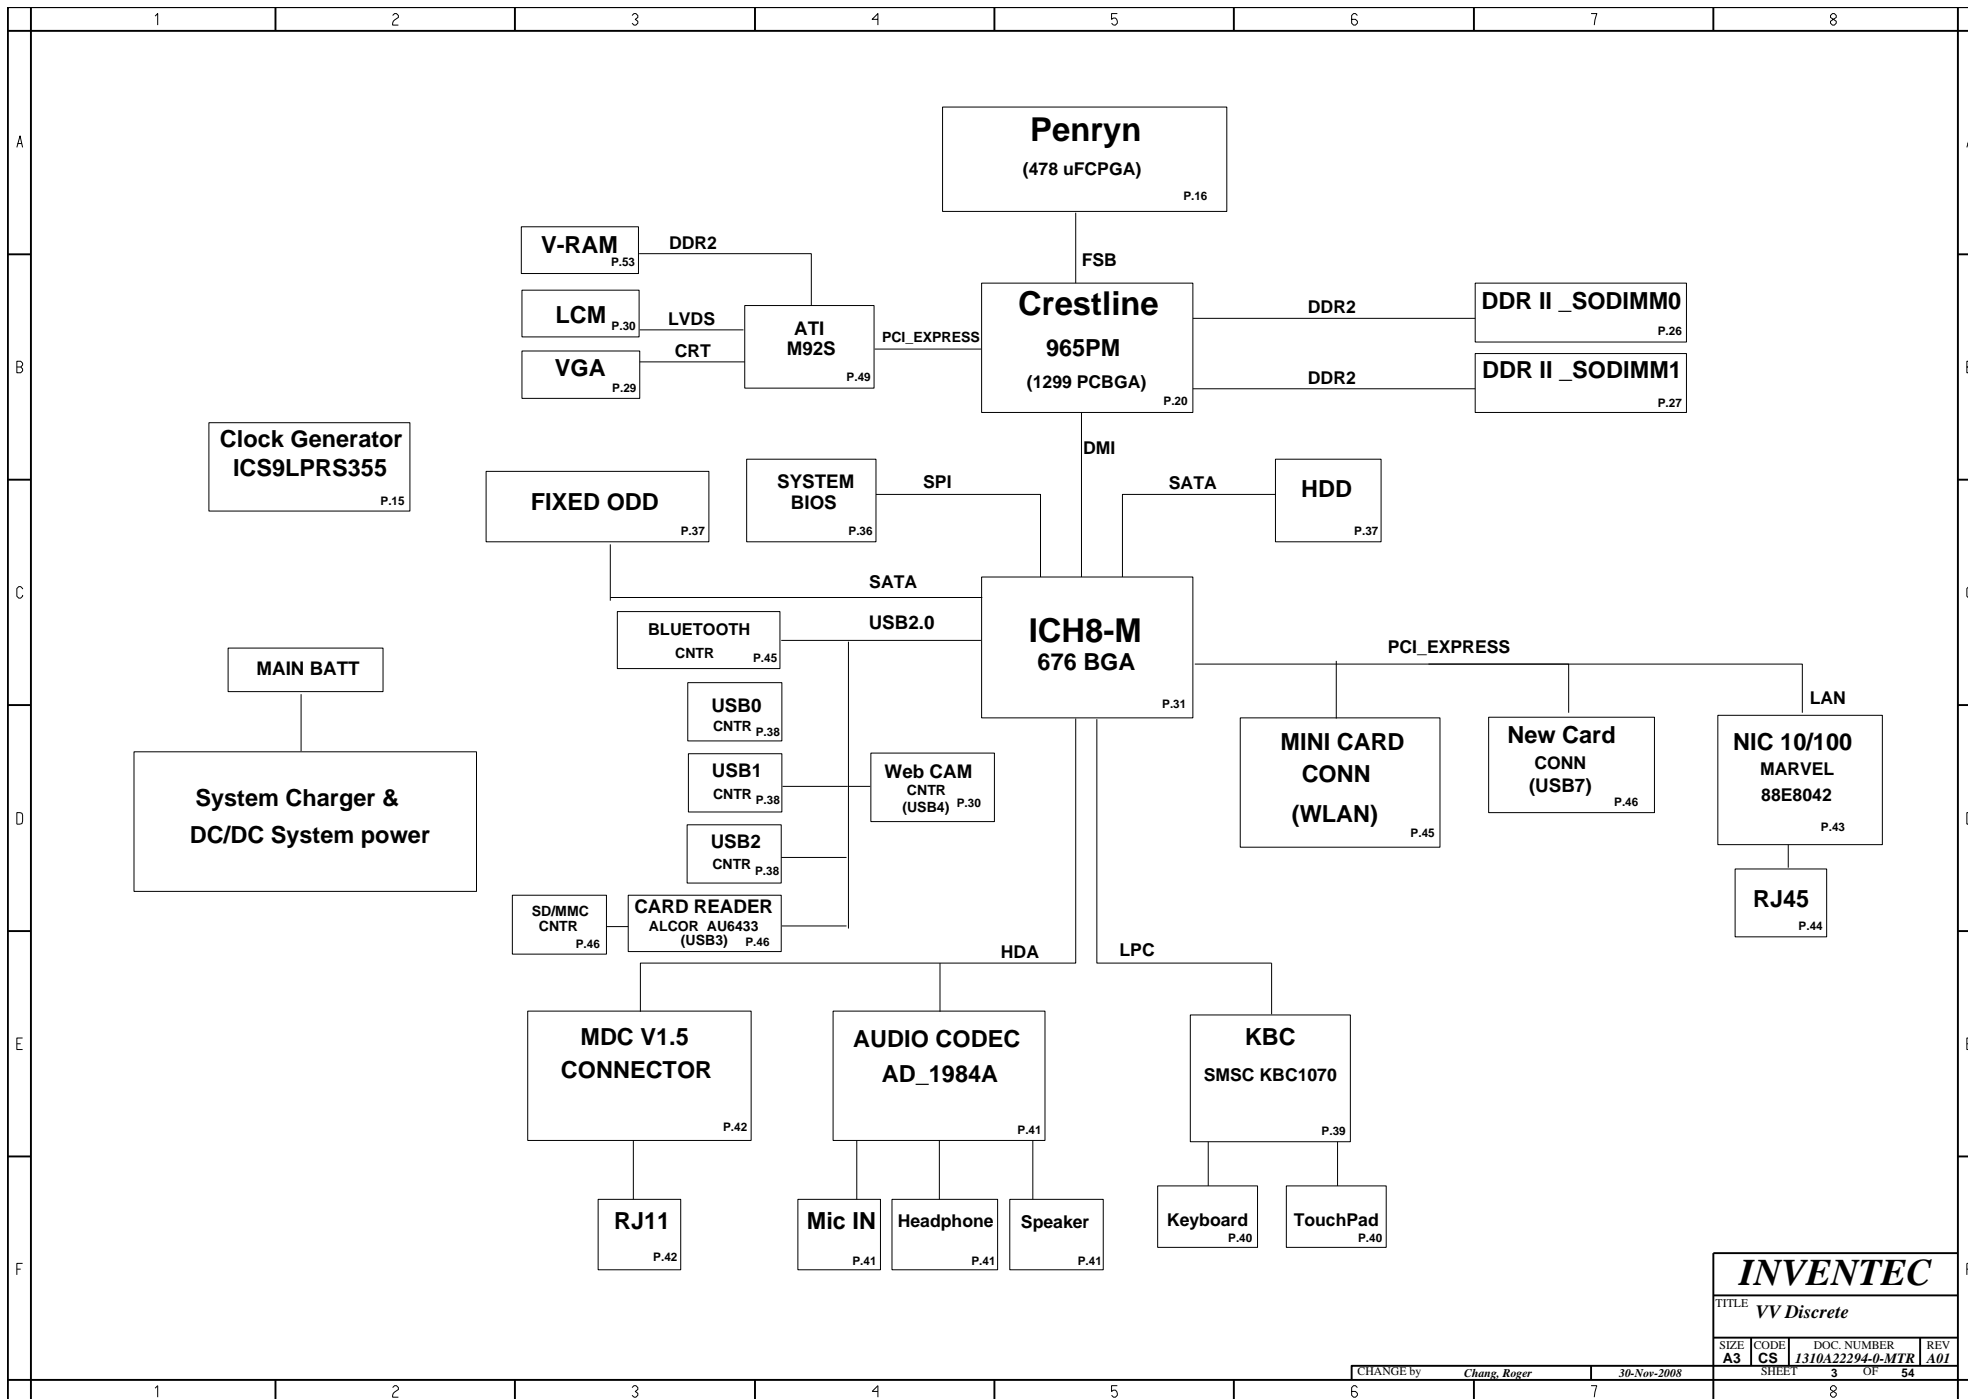 1 2 3 4 5 6 7 8
A
Penryn
(478 uFCPGA)
P.16
V-RAM
P.53
DDR2
FSB
LCM P.30
LVDS
VGA
P.29
CRT
ATI
M92S
P.49
PCI_EXPRESS
Crestline
965PM
(1299 PCBGA)
P.20
DDR2
DDR II _SODIMM0
P.26
DDR2
DDR II _SODIMM1
P.27
B
Clock Generator
ICS9LPRS355
P.15
DMI
FIXED ODD
P.37
SYSTEM
BIOS
P.36
SPI
SATA
HDD
P.37
C
SATA
BLUETOOTH
CNTR P.45
USB2.0
ICH8-M
676 BGA
P.31
PCI_EXPRESS
LAN
MAIN BATT
System Charger &
DC/DC System power
USB0
CNTR P.38
USB1
CNTR P.38
USB2
CNTR P.38
Web CAM
CNTR
(USB4) P.30
MINI CARD
CONN
(WLAN)
P.45
New Card
CONN
(USB7)
P.46
NIC 10/100
MARVEL
88E8042
P.43
D
RJ45
P.44
SD/MMC
CNTR
P.46
CARD READER
ALCOR AU6433
(USB3) P.46
HDA
LPC
E
MDC V1.5
CONNECTOR
P.42
AUDIO CODEC
AD_1984A
P.41
KBC
SMSC KBC1070
P.39
RJ11
P.42
Mic IN
P.41
Headphone
P.41
Speaker
P.41
Keyboard
P.40
TouchPad
P.40
F
INVENTEC
TITLE VV Discrete
SIZE CODE DOC. NUMBER REV
A3 CS 1310A22294-0-MTR A01
CHANGE by Chang, Roger 30-Nov-2008 SHEET 3 OF 54
1 2 3 4 5 6 7 8